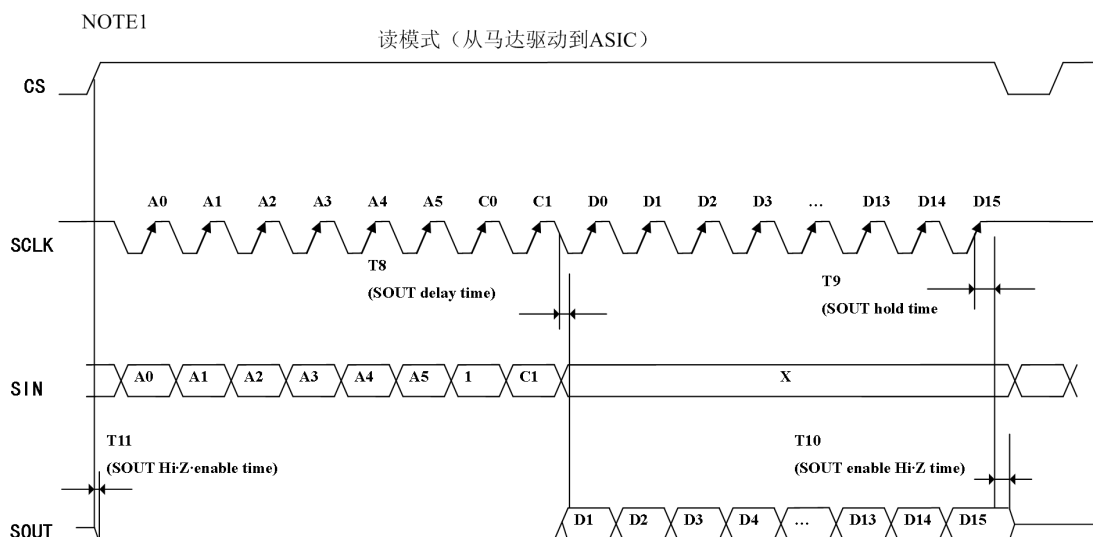 NOTE1
读模式（从马达驱动到ASIC）
CS
A0 A1 A2 A3 A4 A5 C0 C1 D0 D1 D2 D3 … D13 D14 D15
SCLK
T8
(SOUT delay time)
T9
(SOUT hold time
SIN
A0 A1 A2 A3 A4 A5 1 C1 X
T11
(SOUT Hi·Z·enable time)
T10
(SOUT enable Hi·Z time)
SOUT
D1 D2 D3 D4 … D13 D14 D15